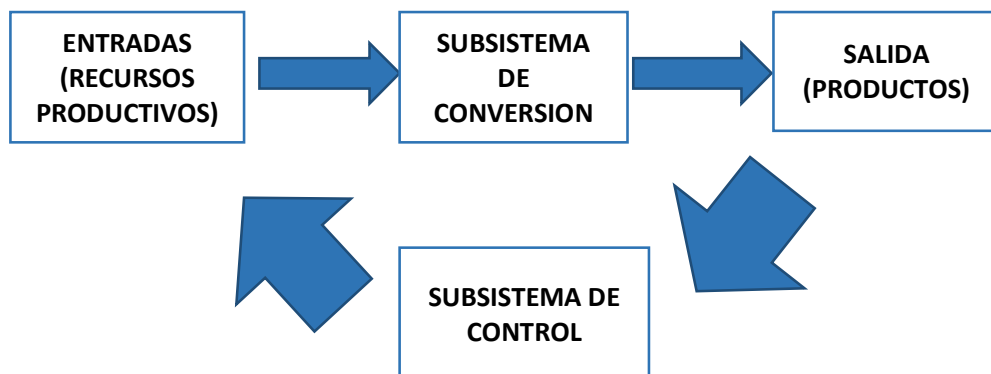 ENTRADAS
(RECURSOS
PRODUCTIVOS)
SUBSISTEMA
DE
CONVERSION
SALIDA
(PRODUCTOS)
SUBSISTEMA DE
CONTROL